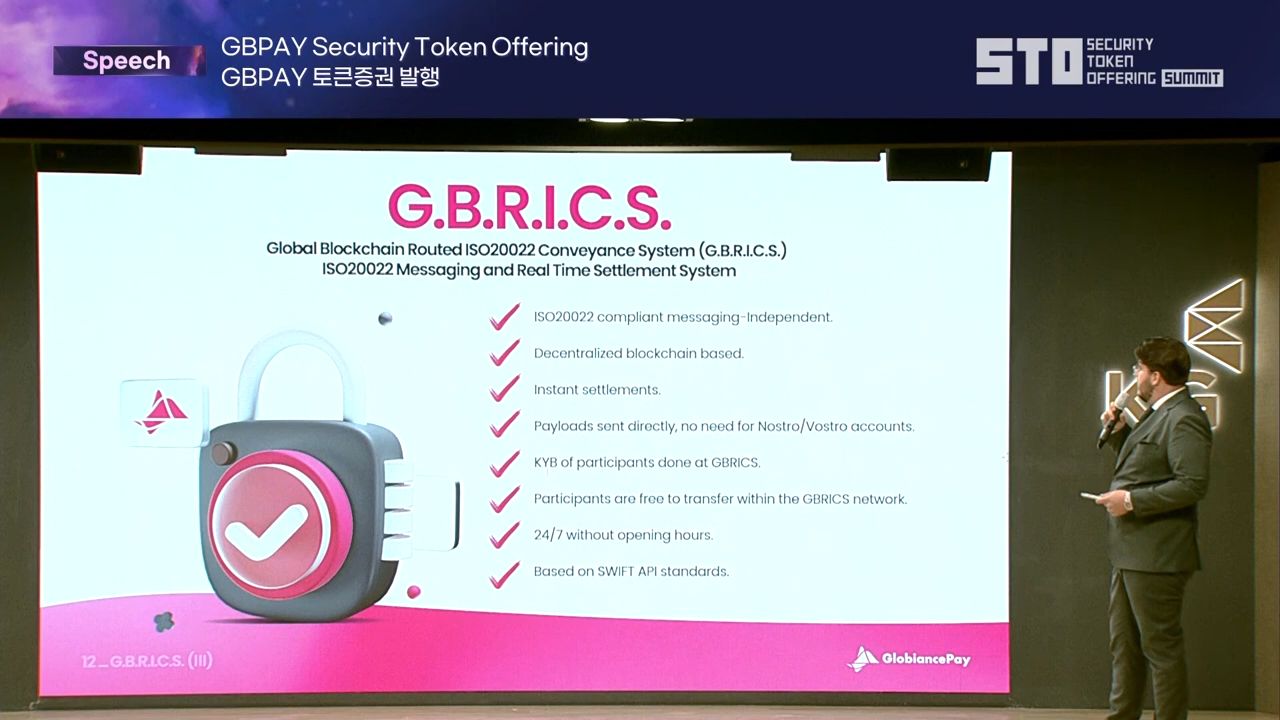 Speech
GBPAY Security Token Offering
GBPAY 토큰증권 발행
STO
SECURITY
TOKEN
OFFERING SUMMIT
G.B.R.I.C.S.
Global Blockchain Routed ISO20022 Conveyance System (G.B.R.I.C.S.)
ISO20022 Messaging and Real Time Settlement System
ISO20022 compliant messaging-Independent.
Decentralized blockchain based.
Instant settlements.
Payloads sent directly, no need for Nostro/Vostro accounts.
KYB of participants done at GBRICS.
Participants are free to transfer within the GBRICS network.
24/7 without opening hours.
Based on SWIFT API standards.
12_G.B.R.I.C.S. (III)
GlobiancePay
KG